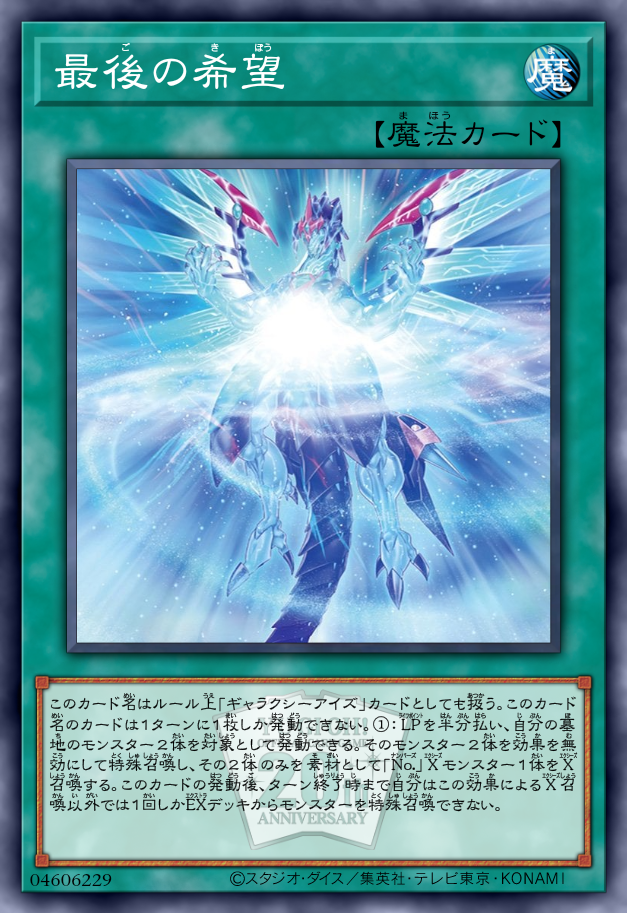 最後の希望
魔
【魔法カード】
このカード名はルール上「ギャラクシーアイズ」カードとしても扱う。このカード
名のカードは1ターンに1枚しか発動できない。①:LPを半分払い、自分の墓
地のモンスター2体を対象として発動できる。そのモンスター2体を効果を無
効にして特殊召喚し、その2体のみを素材として「No.」Xモンスター1体をX
召喚する。このカードの発動後、ターン終了時まで自分はこの効果によるX召
喚以外では1回しかEXデッキからモンスターを特殊召喚できない。
20th
ANNIVERSARY
04606229
©スタジオ・ダイス/集英社・テレビ東京・KONAMI